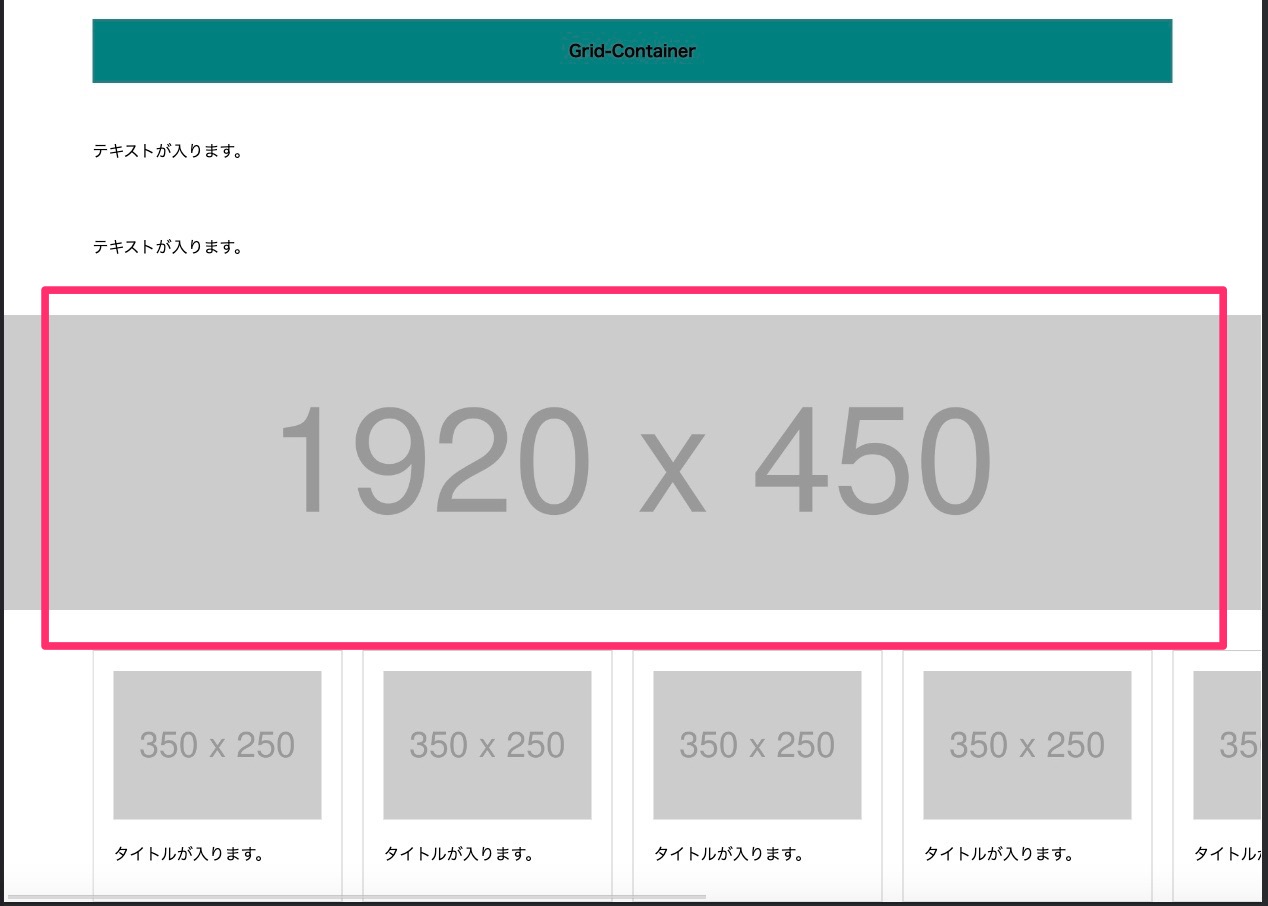 Grid-Container
テキストが入ります。
テキストが入ります。
1920 x 450
350 x 250
350 x 250
350 x 250
350 x 250
35
タイトルが入ります。
タイトルが入ります。
タイトルが入ります。
タイトルが入ります。
タイトル